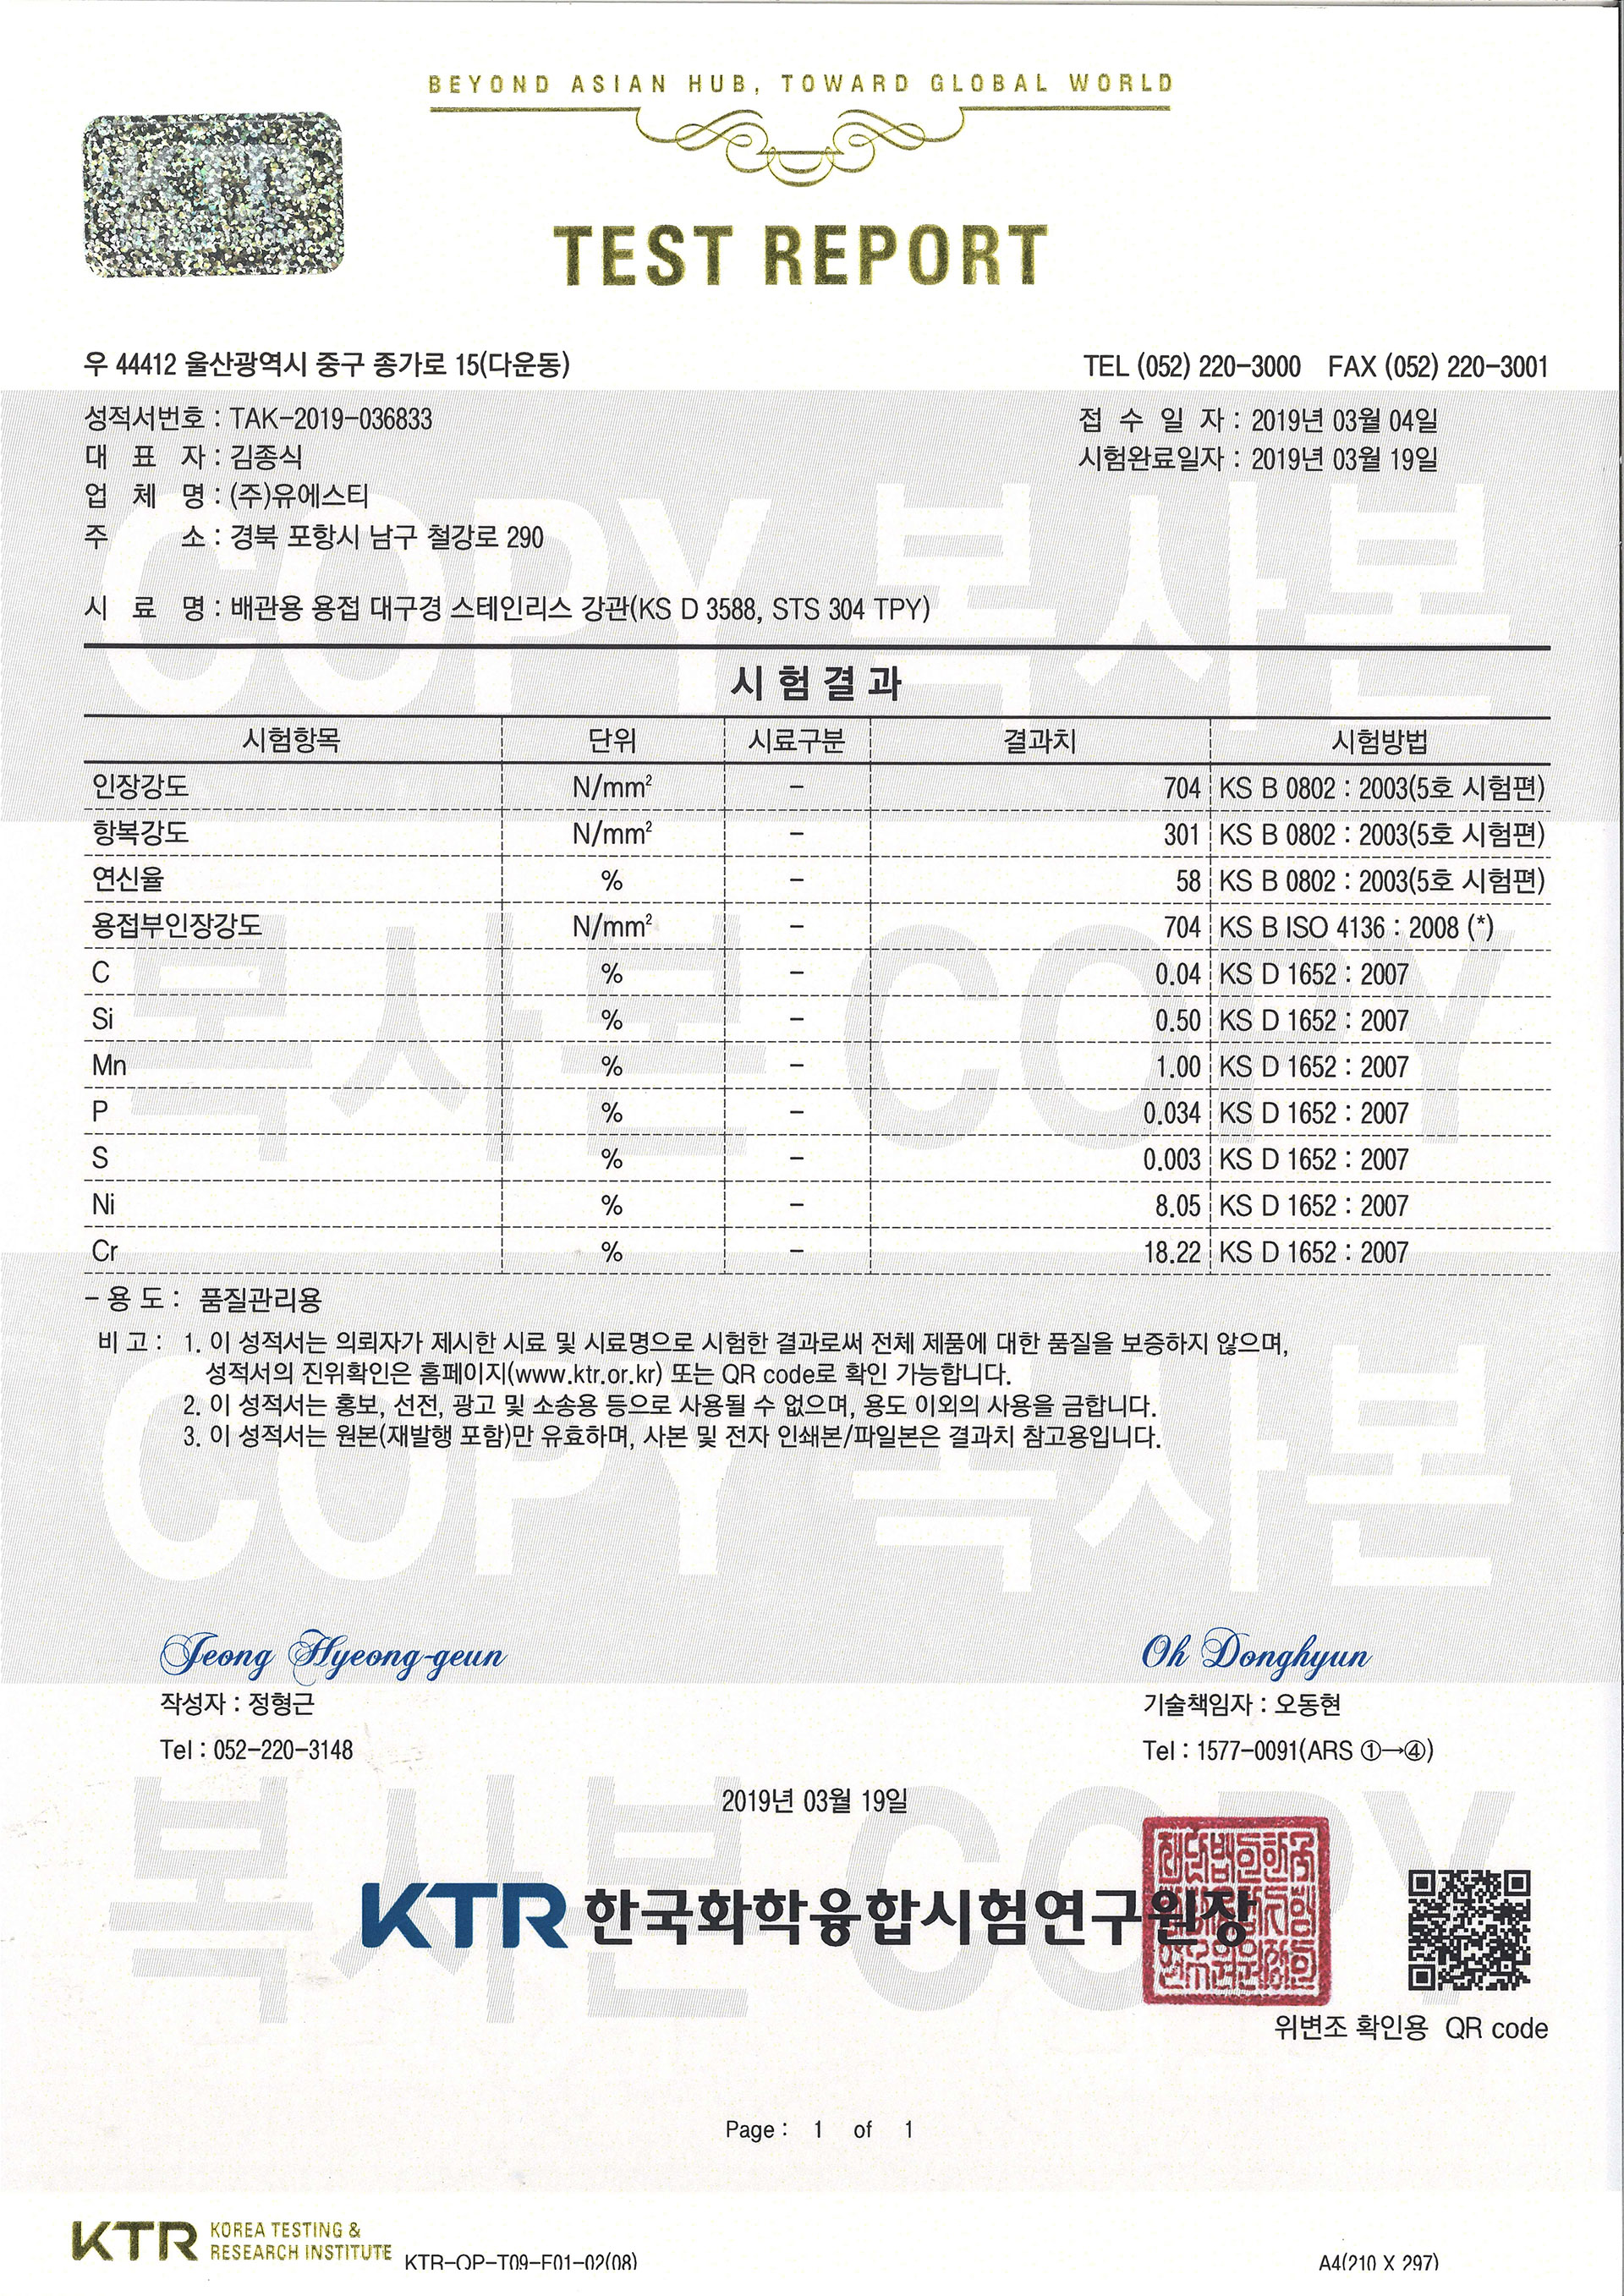 BEYOND ASIAN HUB, TOWARD GLOBAL WORLD
KTR
TEST REPORT
우 44412 울산광역시 중구 종가로 15(다운동) TEL (052) 220-3000 FAX (052) 220-3001
성적서번호 : TAK-2019-036833 접 수 일 자 : 2019년 03월 04일
대 표 자 : 김종식 시험완료일자 : 2019년 03월 19일
업 체 명 : (주)유에스티
주 소 : 경북 포항시 남구 철강로 290
시 료 명 : 배관용 용접 대구경 스테인리스 강관(KS D 3588, STS 304 TPY)
COPY 복사본
시 험 결 과
시험항목 단위 시료구분 결과치 시험방법
인장강도 N/mm² - 704 KS B 0802 : 2003(5호 시험편)
항복강도 N/mm² - 301 KS B 0802 : 2003(5호 시험편)
연신율 % - 58 KS B 0802 : 2003(5호 시험편)
용접부인장강도 N/mm² - 704 KS B ISO 4136 : 2008 (*)
C % - 0.04 KS D 1652 : 2007
Si % - 0.50 KS D 1652 : 2007
Mn % - 1.00 KS D 1652 : 2007
P % - 0.034 KS D 1652 : 2007
S % - 0.003 KS D 1652 : 2007
Ni % - 8.05 KS D 1652 : 2007
Cr % - 18.22 KS D 1652 : 2007
복사본 COPY
- 용 도 : 품질관리용
비 고 : 1. 이 성적서는 의뢰자가 제시한 시료 및 시료명으로 시험한 결과로써 전체 제품에 대한 품질을 보증하지 않으며,
성적서의 진위확인은 홈페이지(www.ktr.or.kr) 또는 QR code로 확인 가능합니다.
2. 이 성적서는 홍보, 선전, 광고 및 소송용 등으로 사용될 수 없으며, 용도 이외의 사용을 금합니다.
3. 이 성적서는 원본(재발행 포함)만 유효하며, 사본 및 전자 인쇄본/파일본은 결과치 참고용입니다.
COPY 복사본
Jeong Hyeong-geun Oh Donghyun
작성자 : 정형근 기술책임자 : 오동현
Tel : 052-220-3148 Tel : 1577-0091(ARS ①→④)
2019년 03월 19일
복사본 COPY
KTR 한국화학융합시험연구원장
위변조 확인용 QR code
Page : 1 of 1
KTR KOREA TESTING &
RESEARCH INSTITUTE KTR-QP-T09-F01-02(08) A4(210 X 297)